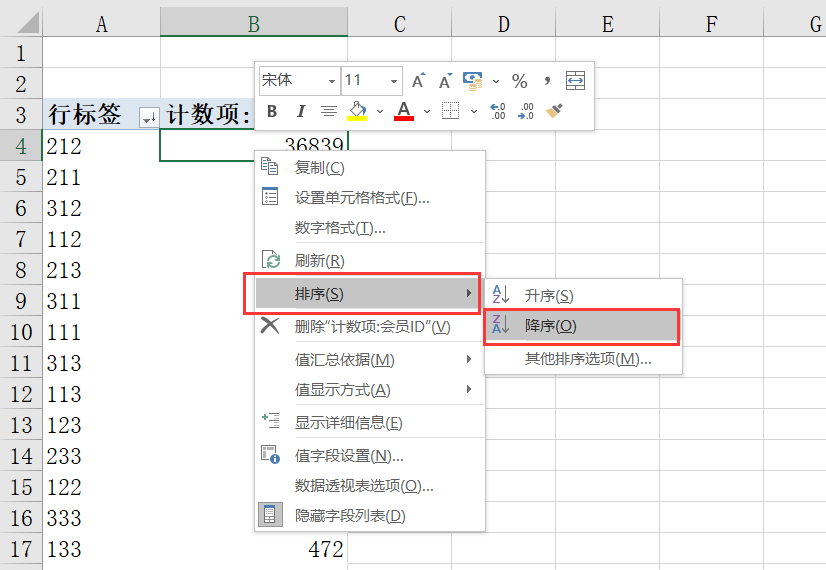 A B C D E F G
1
2
宋体 11 A A % ,
B I A .0 .00
3 行标签 计数项:
4 212 36839
5 211
6 312
7 112
8 213
9 311
10 111
11 313
12 113
13 123
14 233
15 122
16 333
17 133 472
复制(C)
设置单元格格式(F)...
数字格式(T)...
刷新(R)
排序(S)
删除“计数项:会员ID”(V)
值汇总依据(M)
值显示方式(A)
显示详细信息(E)
值字段设置(N)...
数据透视表选项(O)...
隐藏字段列表(D)
升序(S)
降序(O)
其他排序选项(M)...